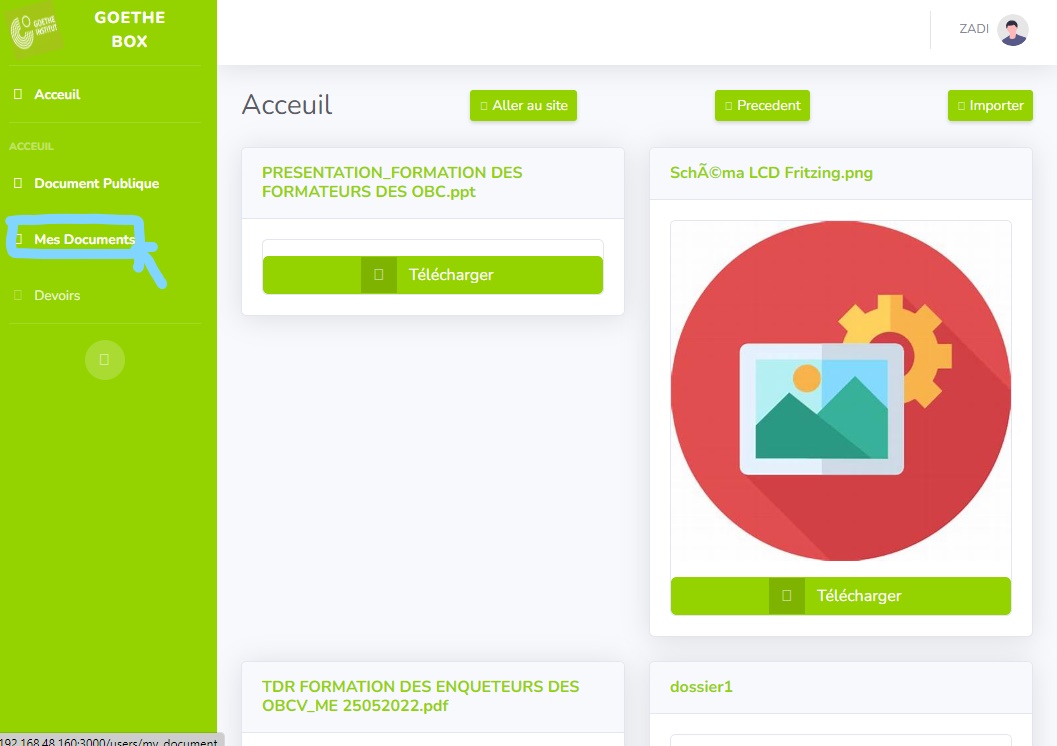 GOETHE
INSTITUT
GOETHE
BOX
ZADI
Acceuil
ACCEUIL
Document Publique
Mes Documents
Devoirs
Acceuil
Aller au site
Precedent
Importer
PRESENTATION_FORMATION DES
FORMATEURS DES OBC.ppt
Télécharger
SchÃ©ma LCD Fritzing.png
Télécharger
TDR FORMATION DES ENQUETEURS DES
OBCV_ME 25052022.pdf
dossier1
192.168.48.160:3000/users/my_document